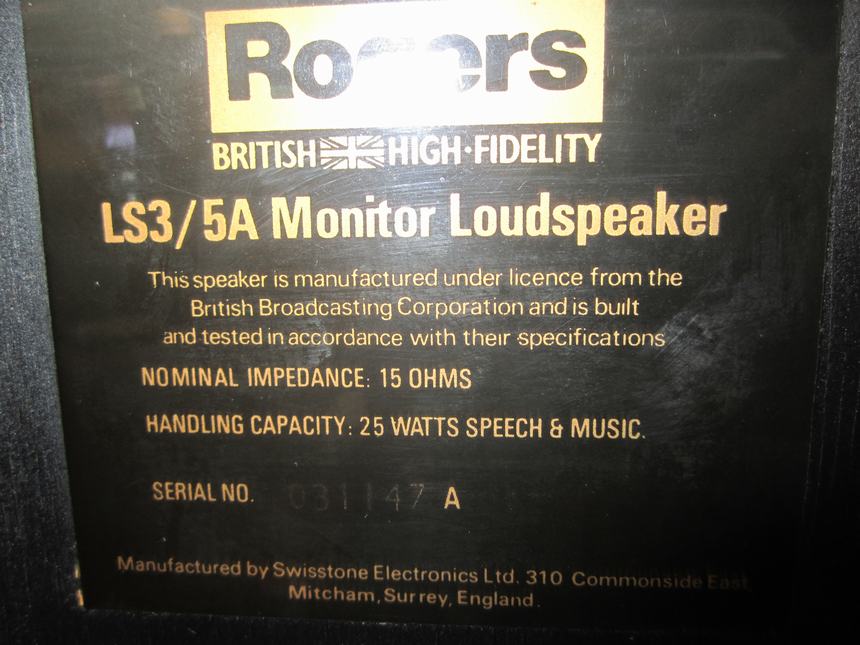 Rogers
BRITISH HIGH·FIDELITY
LS3/5A Monitor Loudspeaker
This speaker is manufactured under licence from the
British Broadcasting Corporation and is built
and tested in accordance with their specifications
NOMINAL IMPEDANCE: 15 OHMS
HANDLING CAPACITY: 25 WATTS SPEECH & MUSIC.
SERIAL NO. 031147 A
Manufactured by Swisstone Electronics Ltd. 310 Commonside East
Mitcham, Surrey, England.